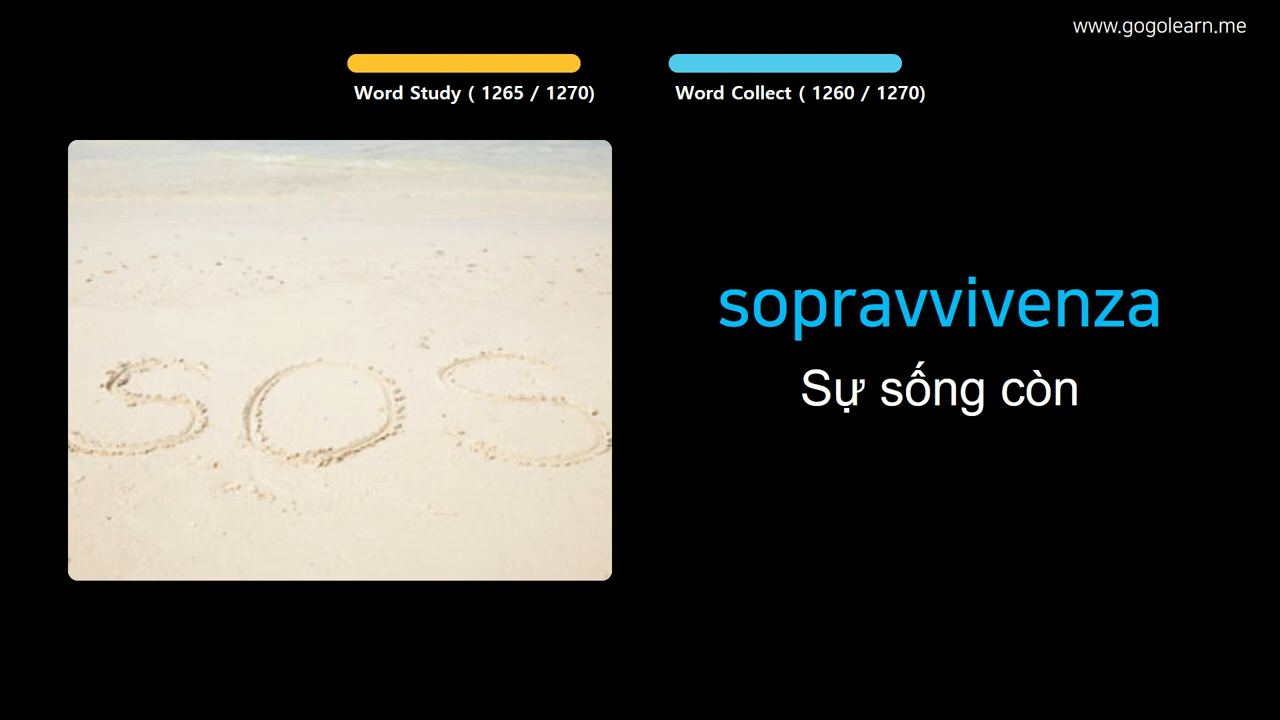 www.gogolearn.me
Word Study ( 1265 / 1270)
Word Collect ( 1260 / 1270)
SOS
sopravvivenza
Sự sống còn